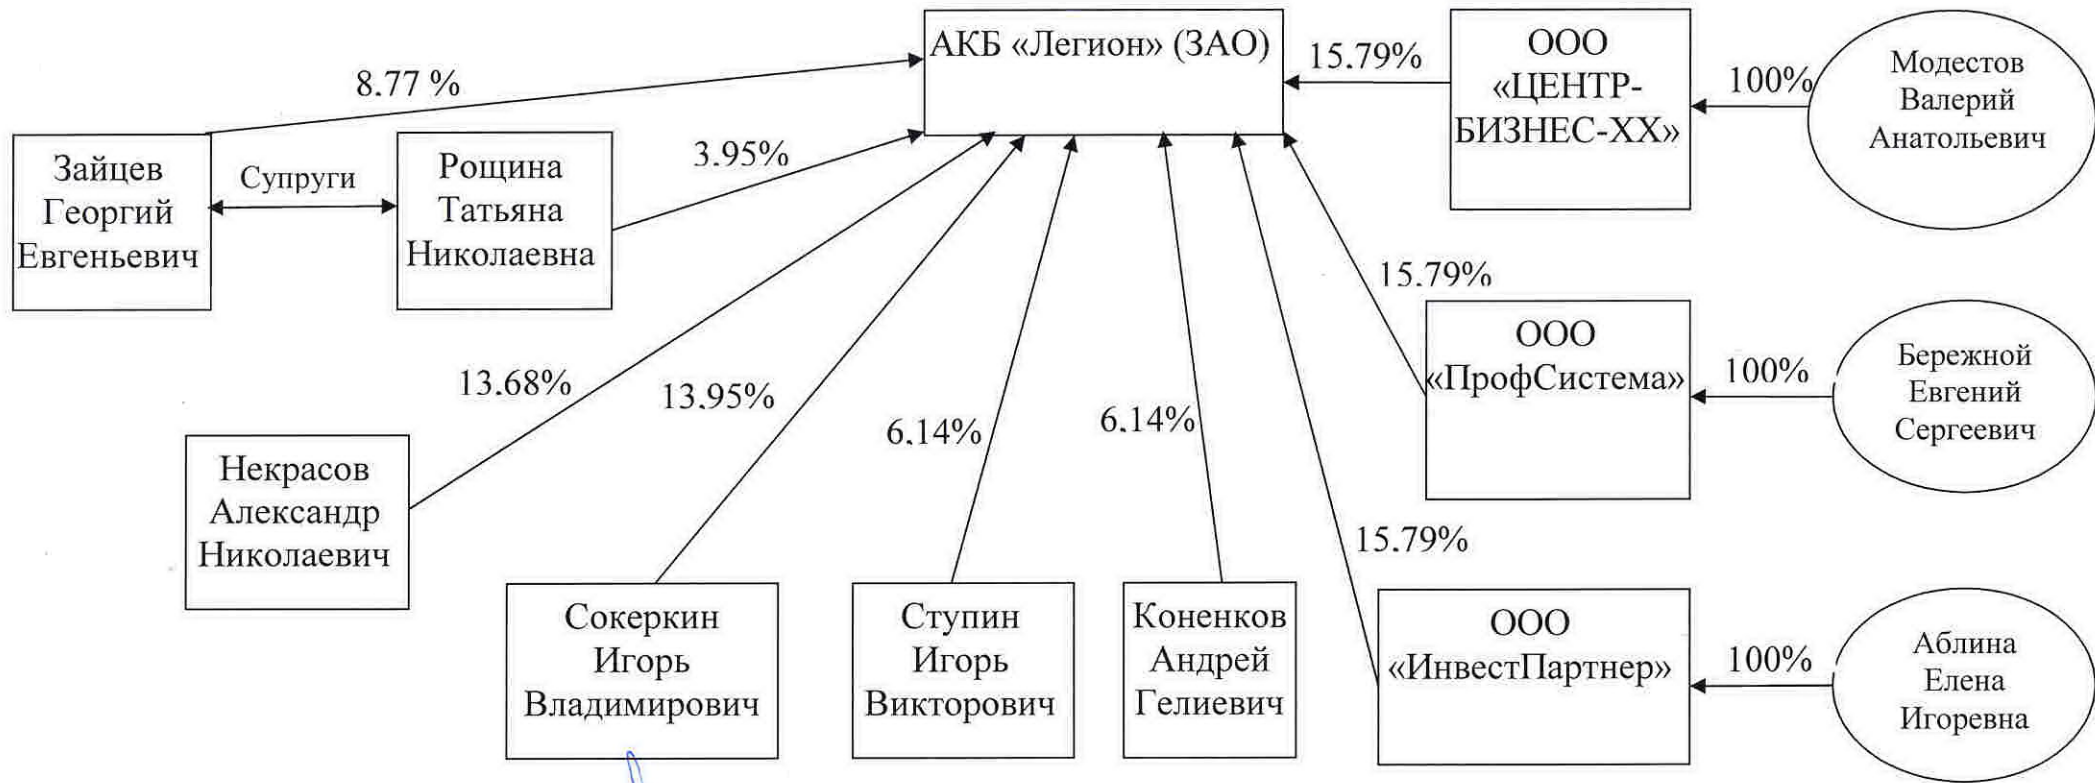 АКБ «Легион» (ЗАО)
15.79%
ООО
«ЦЕНТР-
БИЗНЕС-ХХ»
100%
Модестов
Валерий
Анатольевич
8.77 %
Зайцев
Георгий
Евгеньевич
Супруги
Рощина
Татьяна
Николаевна
3.95%
15.79%
ООО
«ПрофСистема»
100%
Бережной
Евгений
Сергеевич
13.68%
13.95%
6.14%
6.14%
Некрасов
Александр
Николаевич
15.79%
Сокеркин
Игорь
Владимирович
Ступин
Игорь
Викторович
Коненков
Андрей
Гелиевич
ООО
«ИнвестПартнер»
100%
Аблина
Елена
Игоревна